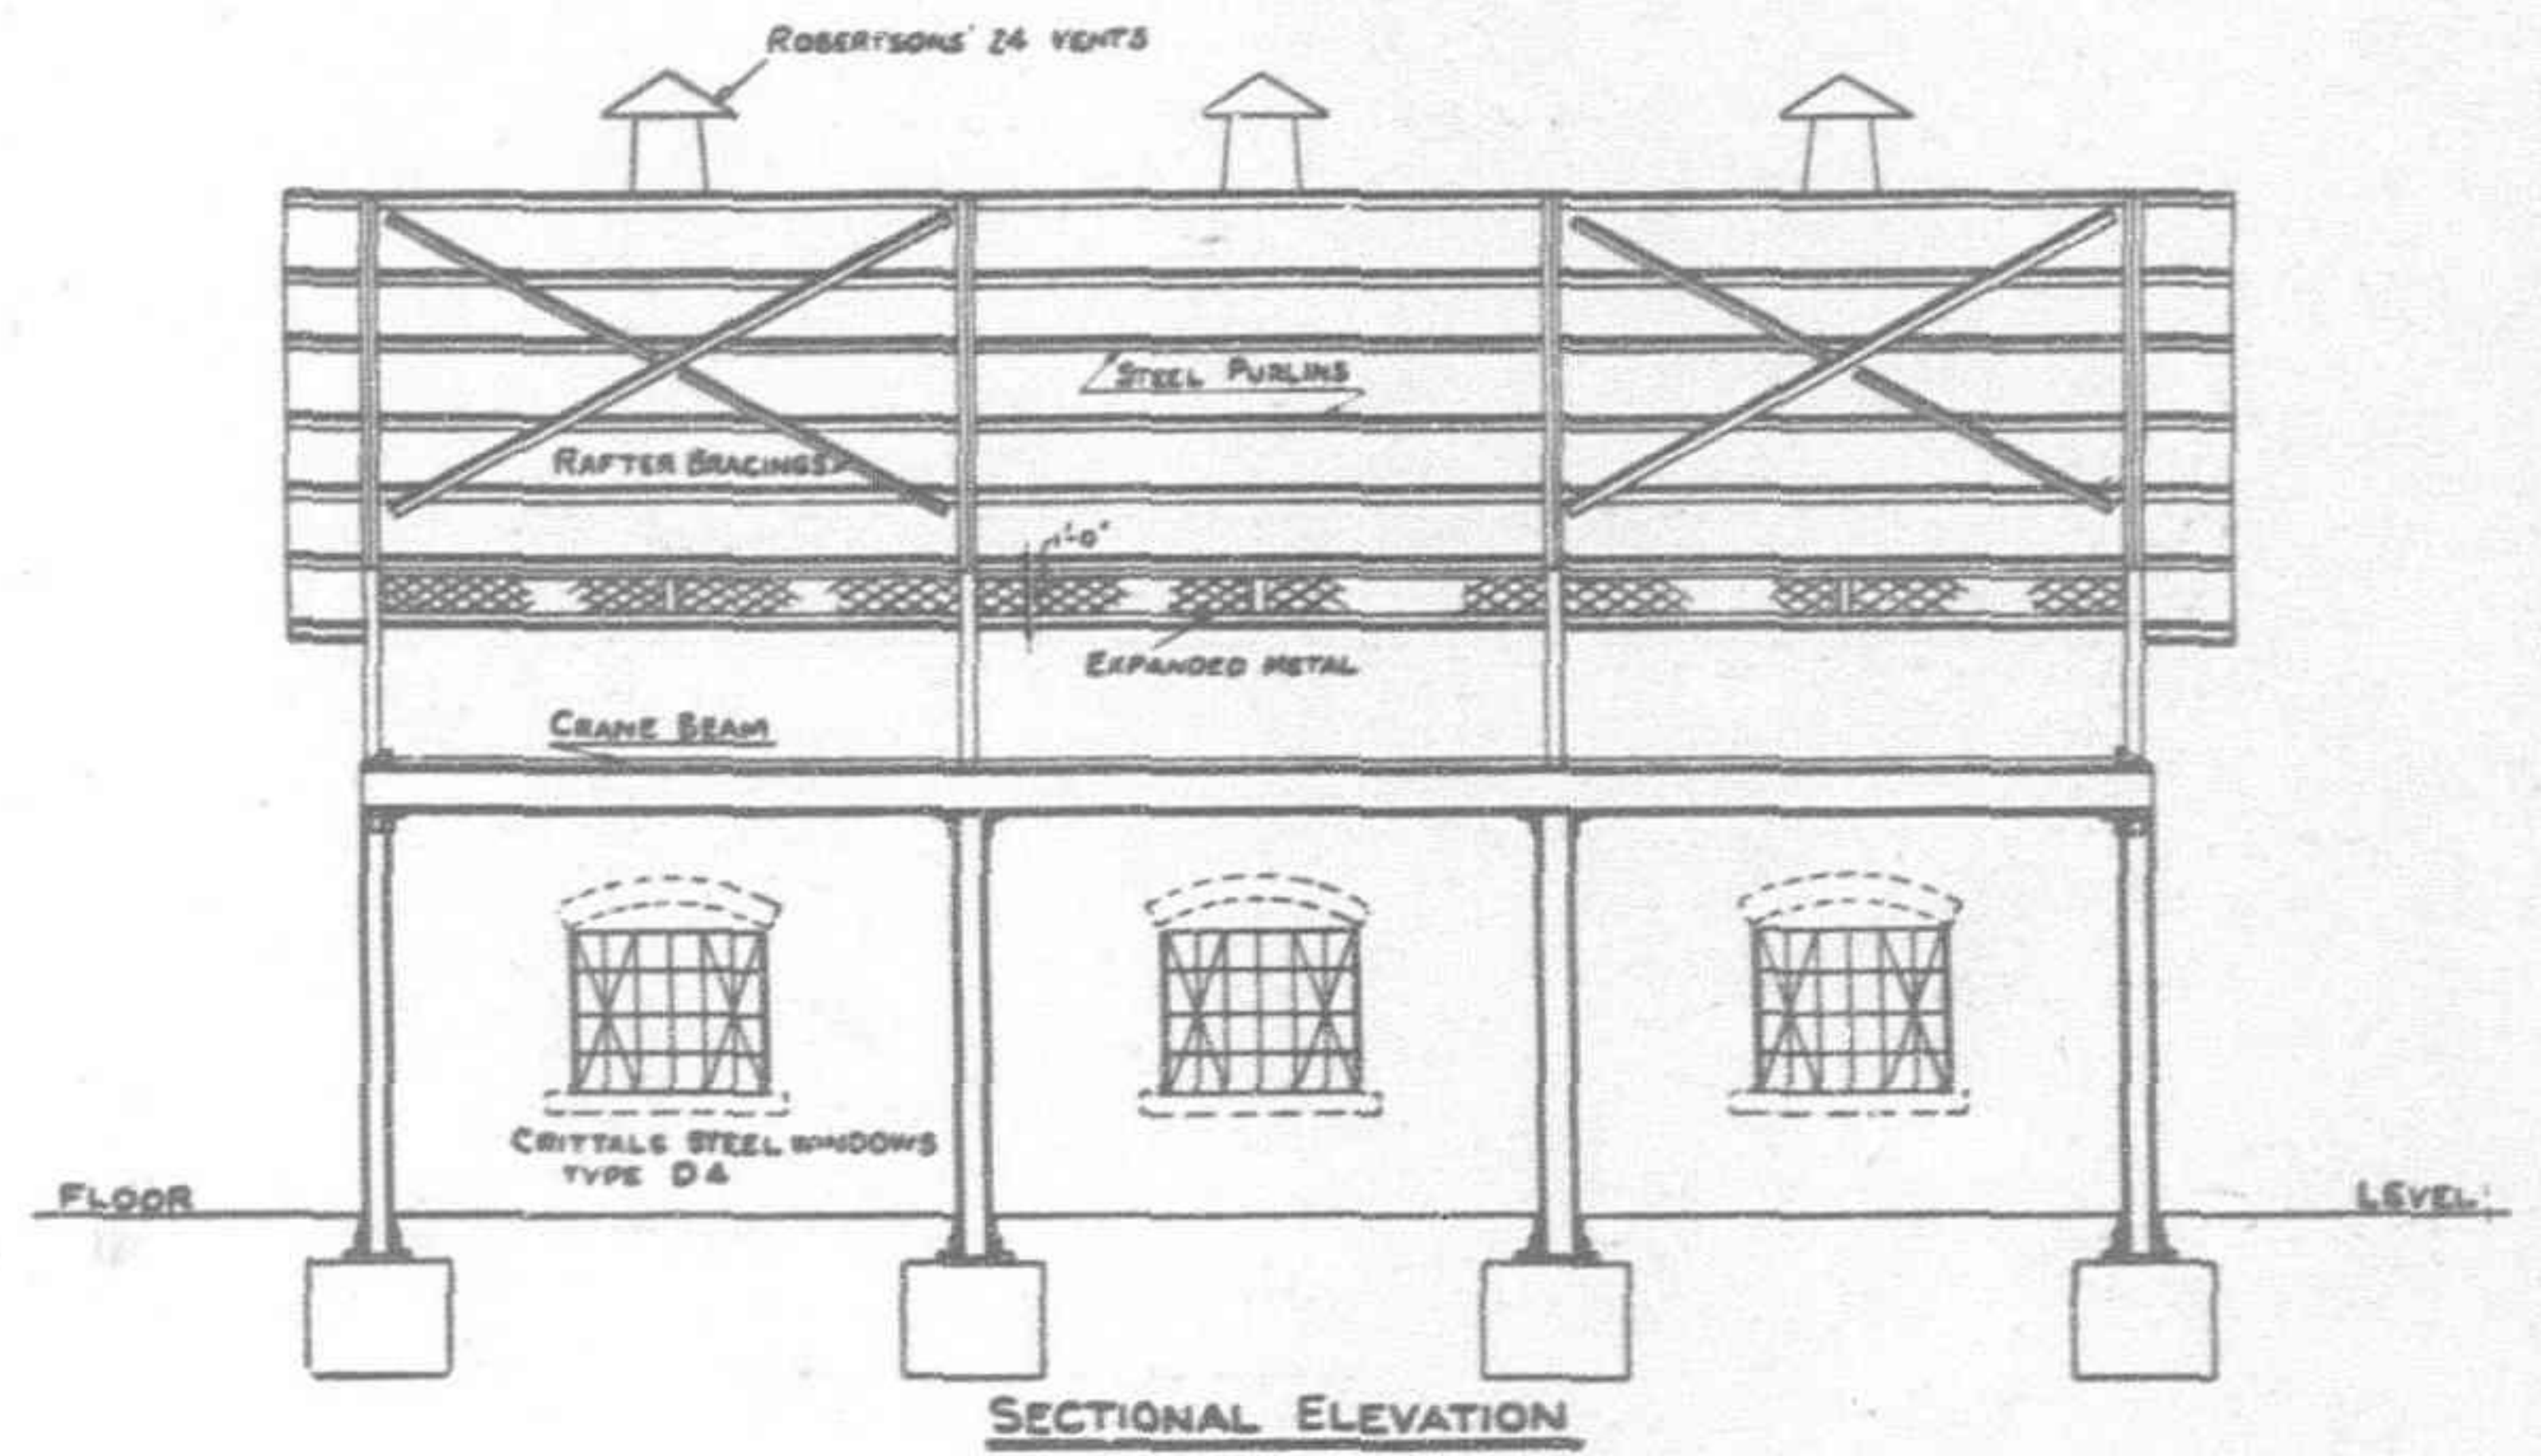 ROBERTSONS' 24 VENTS
STEEL PURLINS
RAFTER BRACINGS
1'-0"
EXPANDED METAL
CRANE BEAM
CRITTALS STEEL WINDOWS
TYPE D4
FLOOR
LEVEL
SECTIONAL ELEVATION